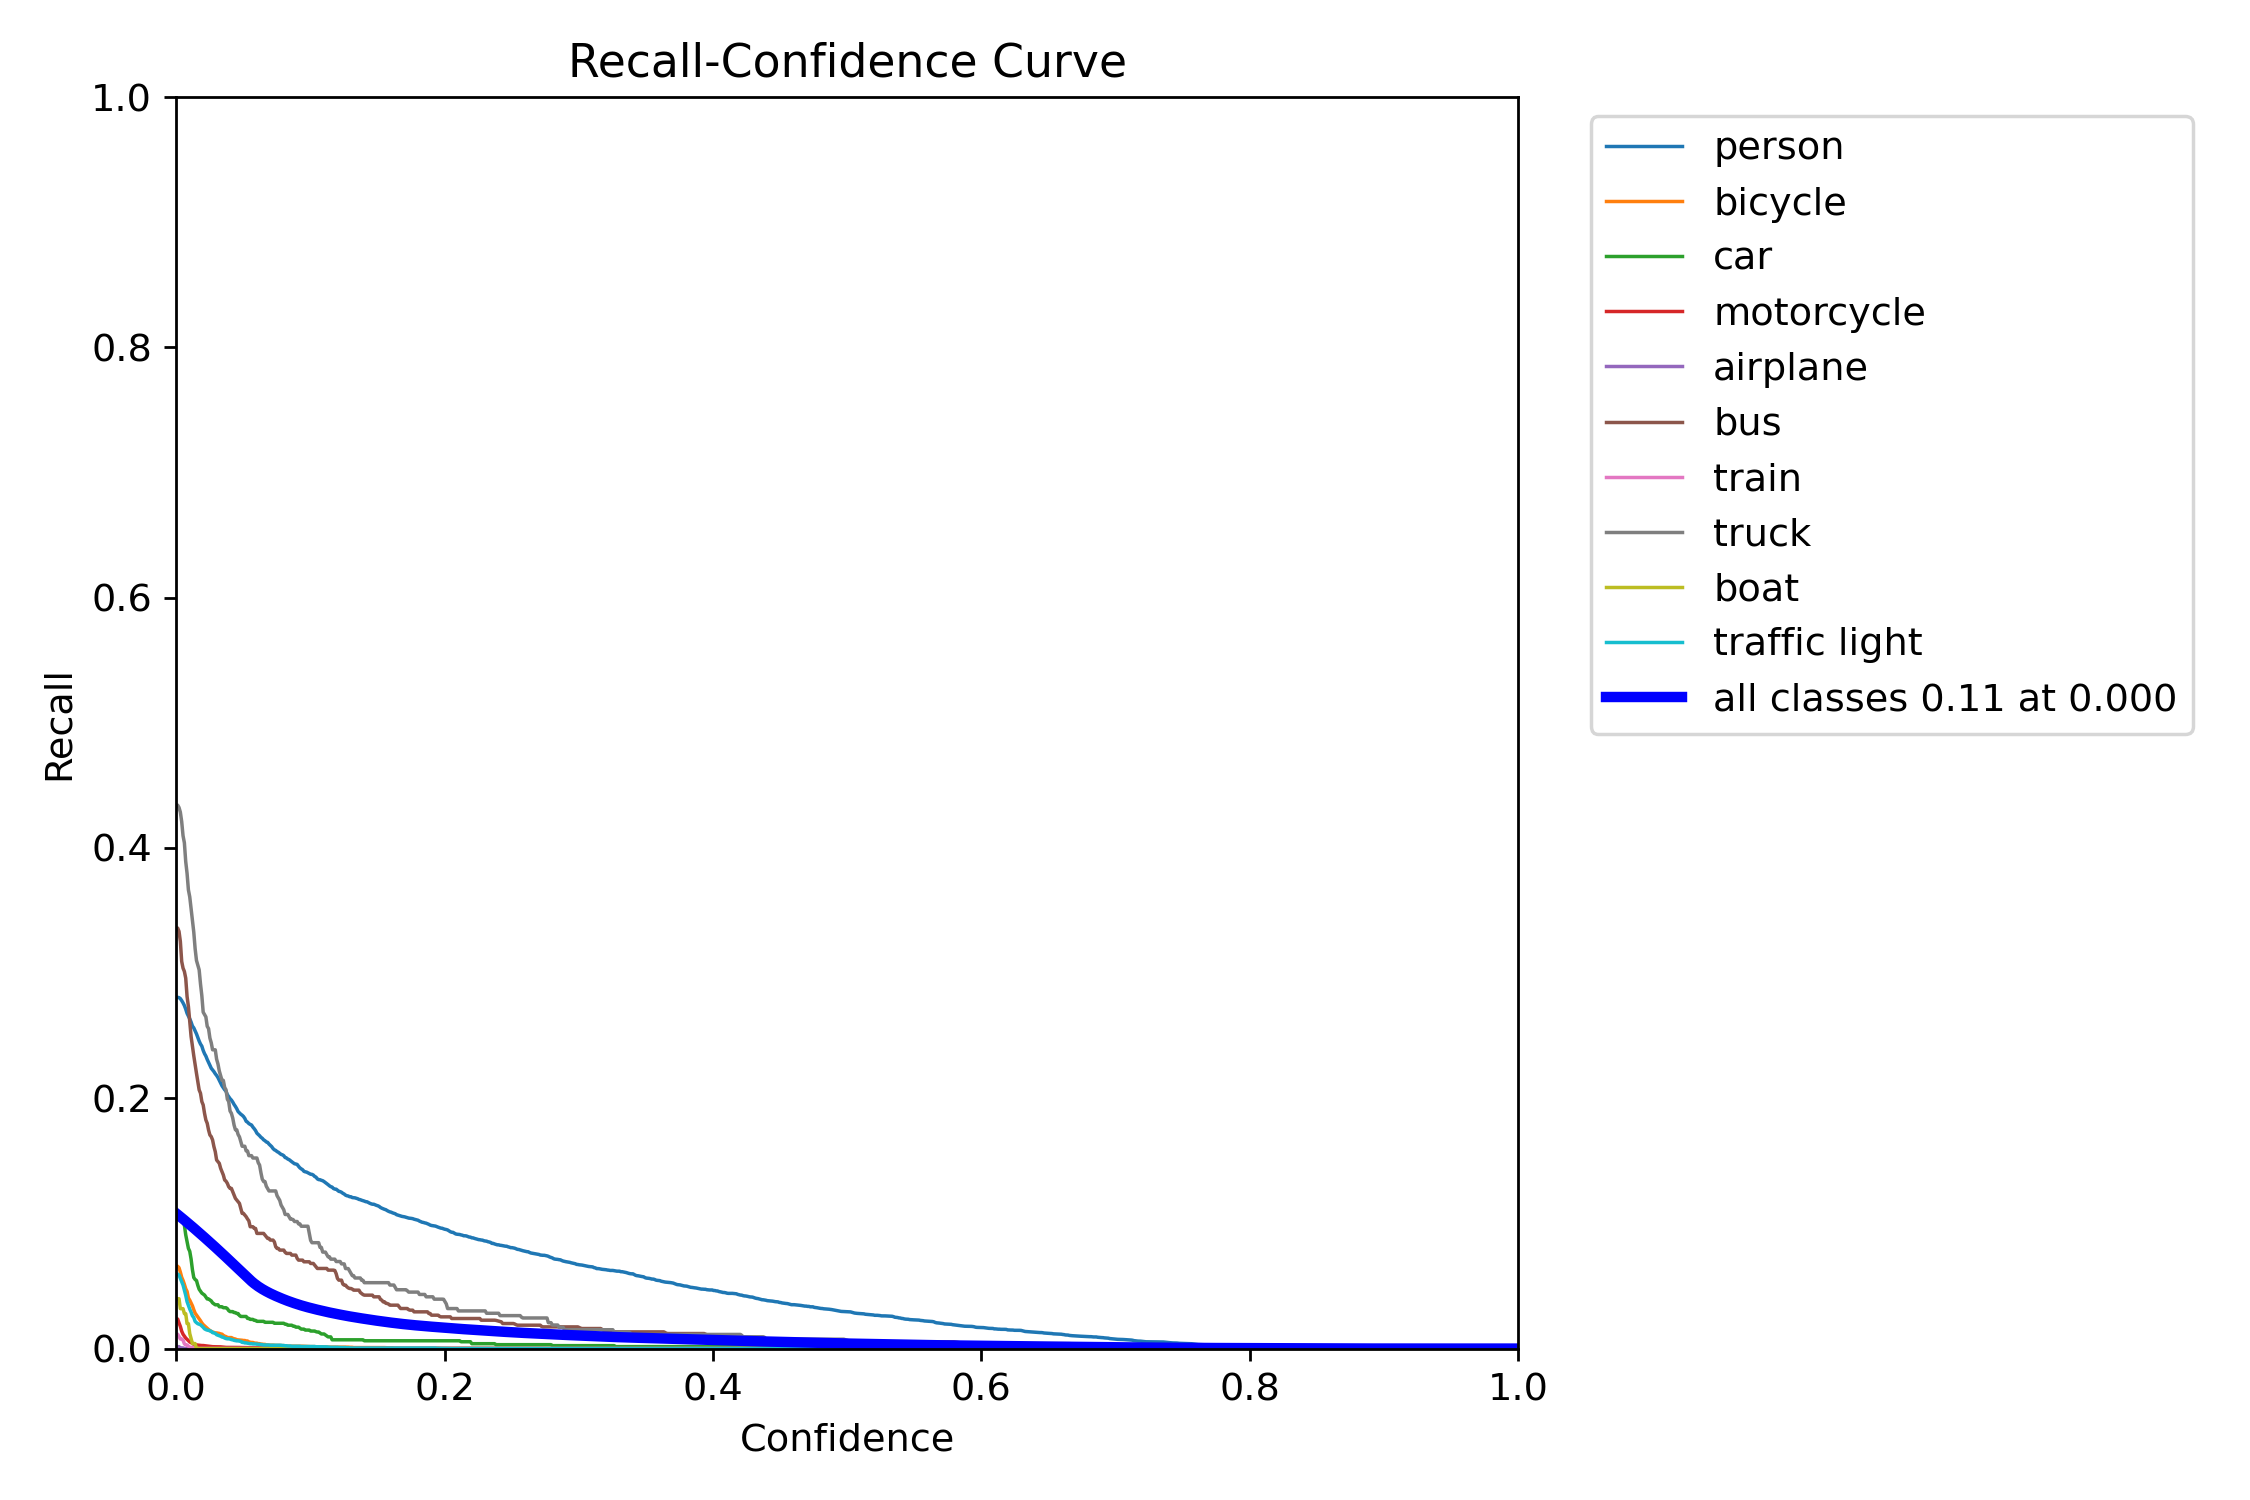 Recall-Confidence Curve
1.0
0.8
0.6
0.4
0.2
0.0
Recall
0.0 0.2 0.4 0.6 0.8 1.0
Confidence
person
bicycle
car
motorcycle
airplane
bus
train
truck
boat
traffic light
all classes 0.11 at 0.000